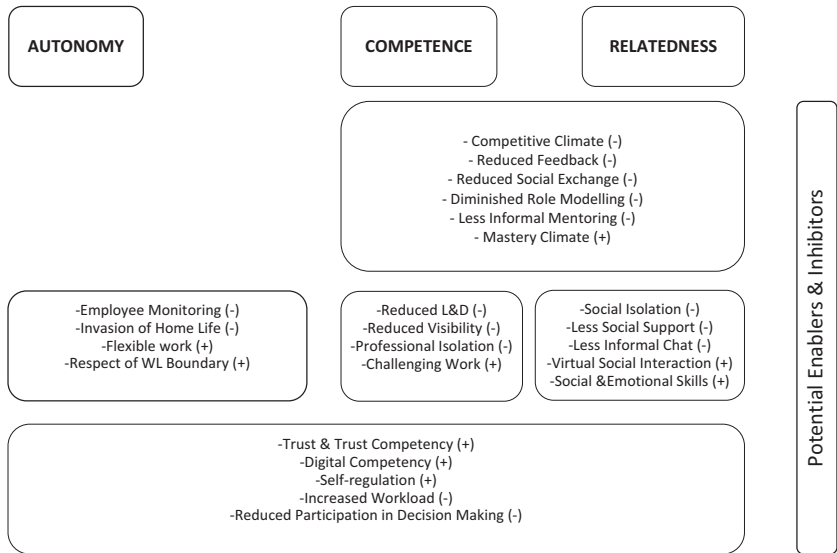 AUTONOMY
COMPETENCE
RELATEDNESS
- Competitive Climate (-)
- Reduced Feedback (-)
- Reduced Social Exchange (-)
- Diminished Role Modelling (-)
- Less Informal Mentoring (-)
- Mastery Climate (+)
-Employee Monitoring (-)
-Invasion of Home Life (-)
-Flexible work (+)
-Respect of WL Boundary (+)
-Reduced L&D (-)
-Reduced Visibility (-)
-Professional Isolation (-)
-Challenging Work (+)
-Social Isolation (-)
-Less Social Support (-)
-Less Informal Chat (-)
-Virtual Social Interaction (+)
-Social &Emotional Skills (+)
-Trust & Trust Competency (+)
-Digital Competency (+)
-Self-regulation (+)
-Increased Workload (-)
-Reduced Participation in Decision Making (-)
Potential Enablers & Inhibitors